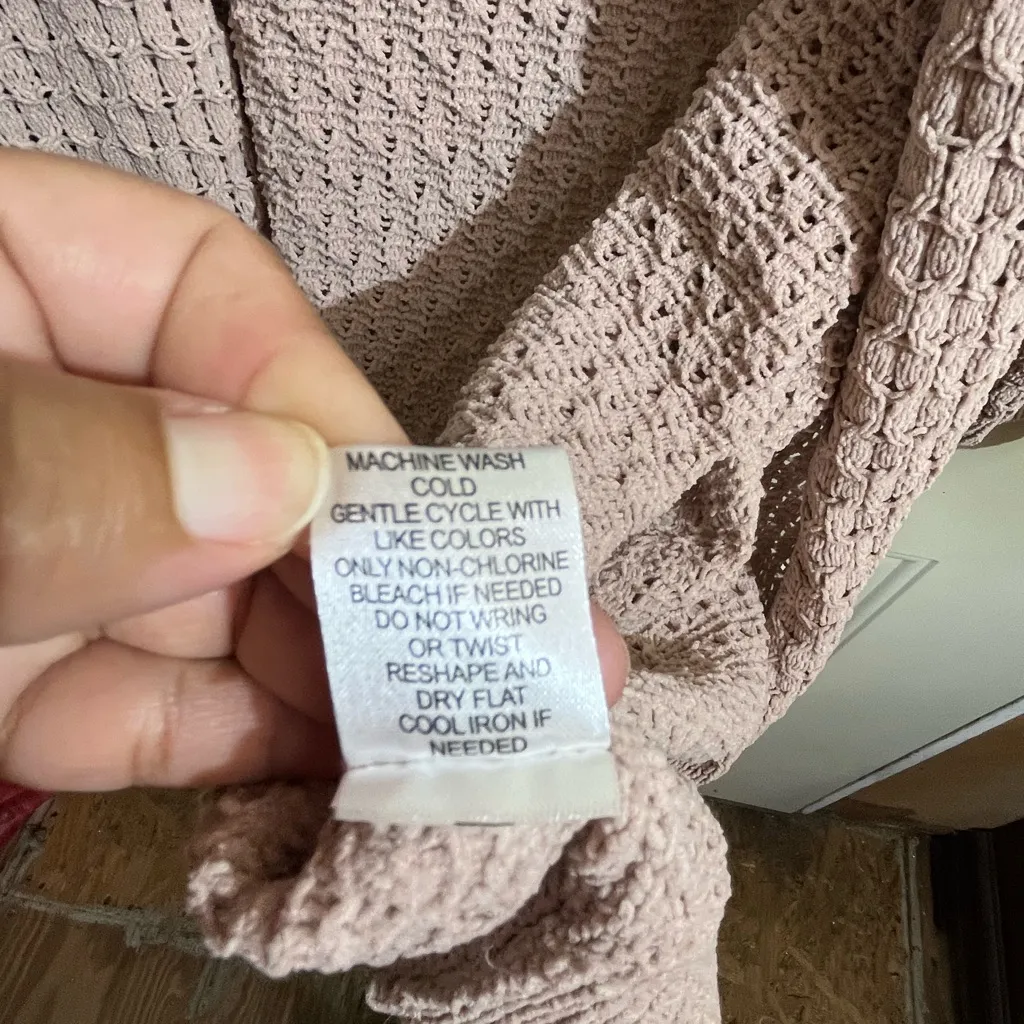 MACHINE WASH
COLD
GENTLE CYCLE WITH
LIKE COLORS
ONLY NON-CHLORINE
BLEACH IF NEEDED
DO NOT WRING
OR TWIST
RESHAPE AND
DRY FLAT
COOL IRON IF
NEEDED